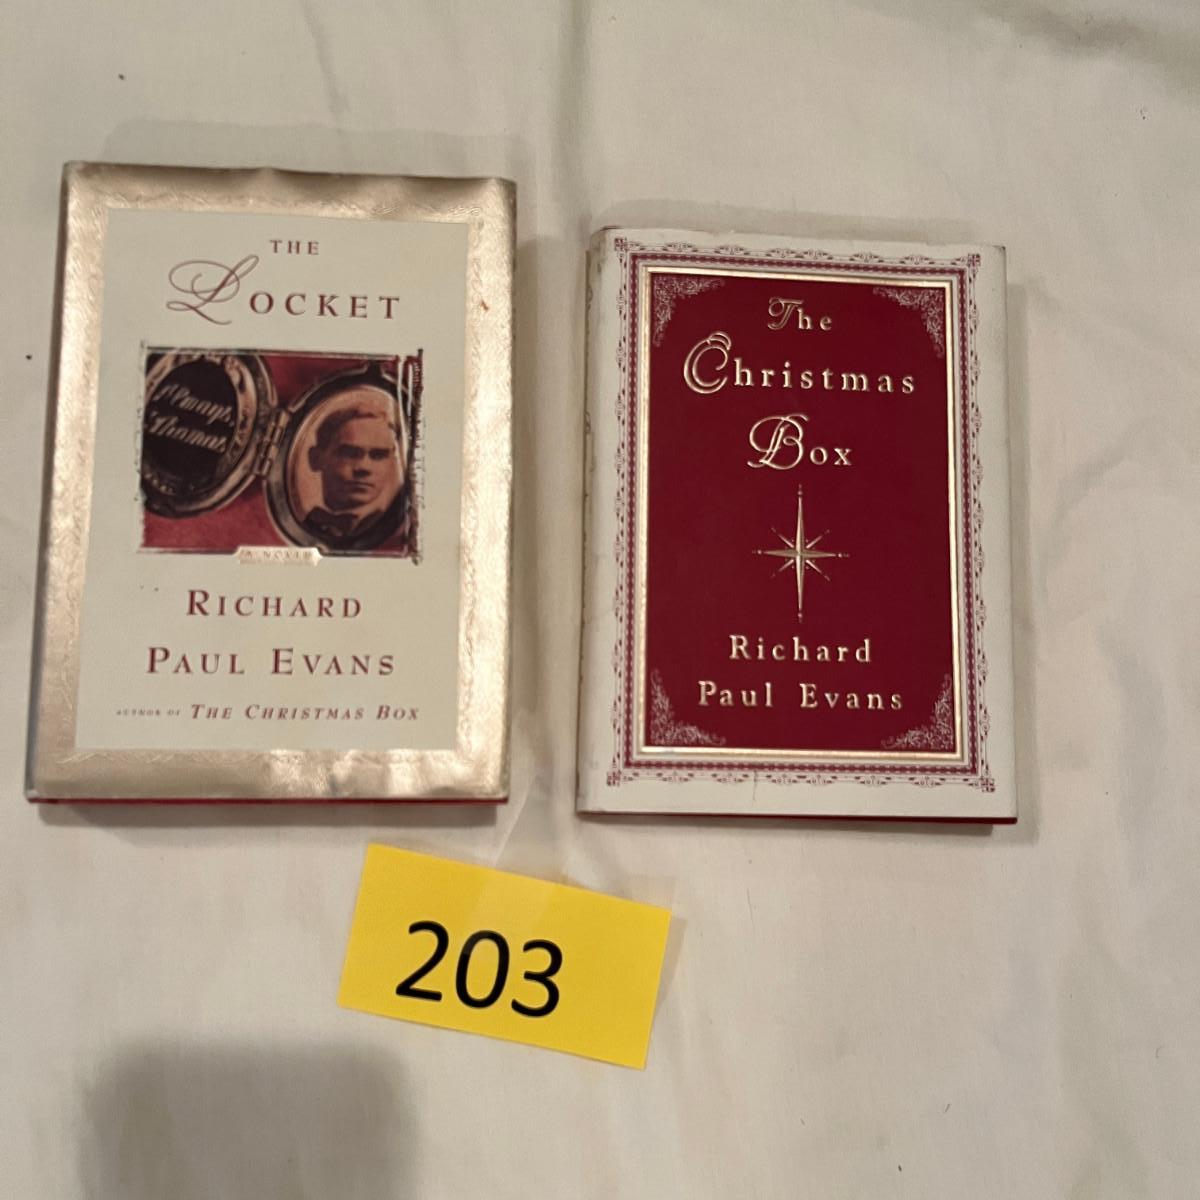 THE
LOCKET
A NOVEL
RICHARD
PAUL EVANS
AUTHOR OF THE CHRISTMAS BOX
The
Christmas
Box
Richard
Paul Evans
203